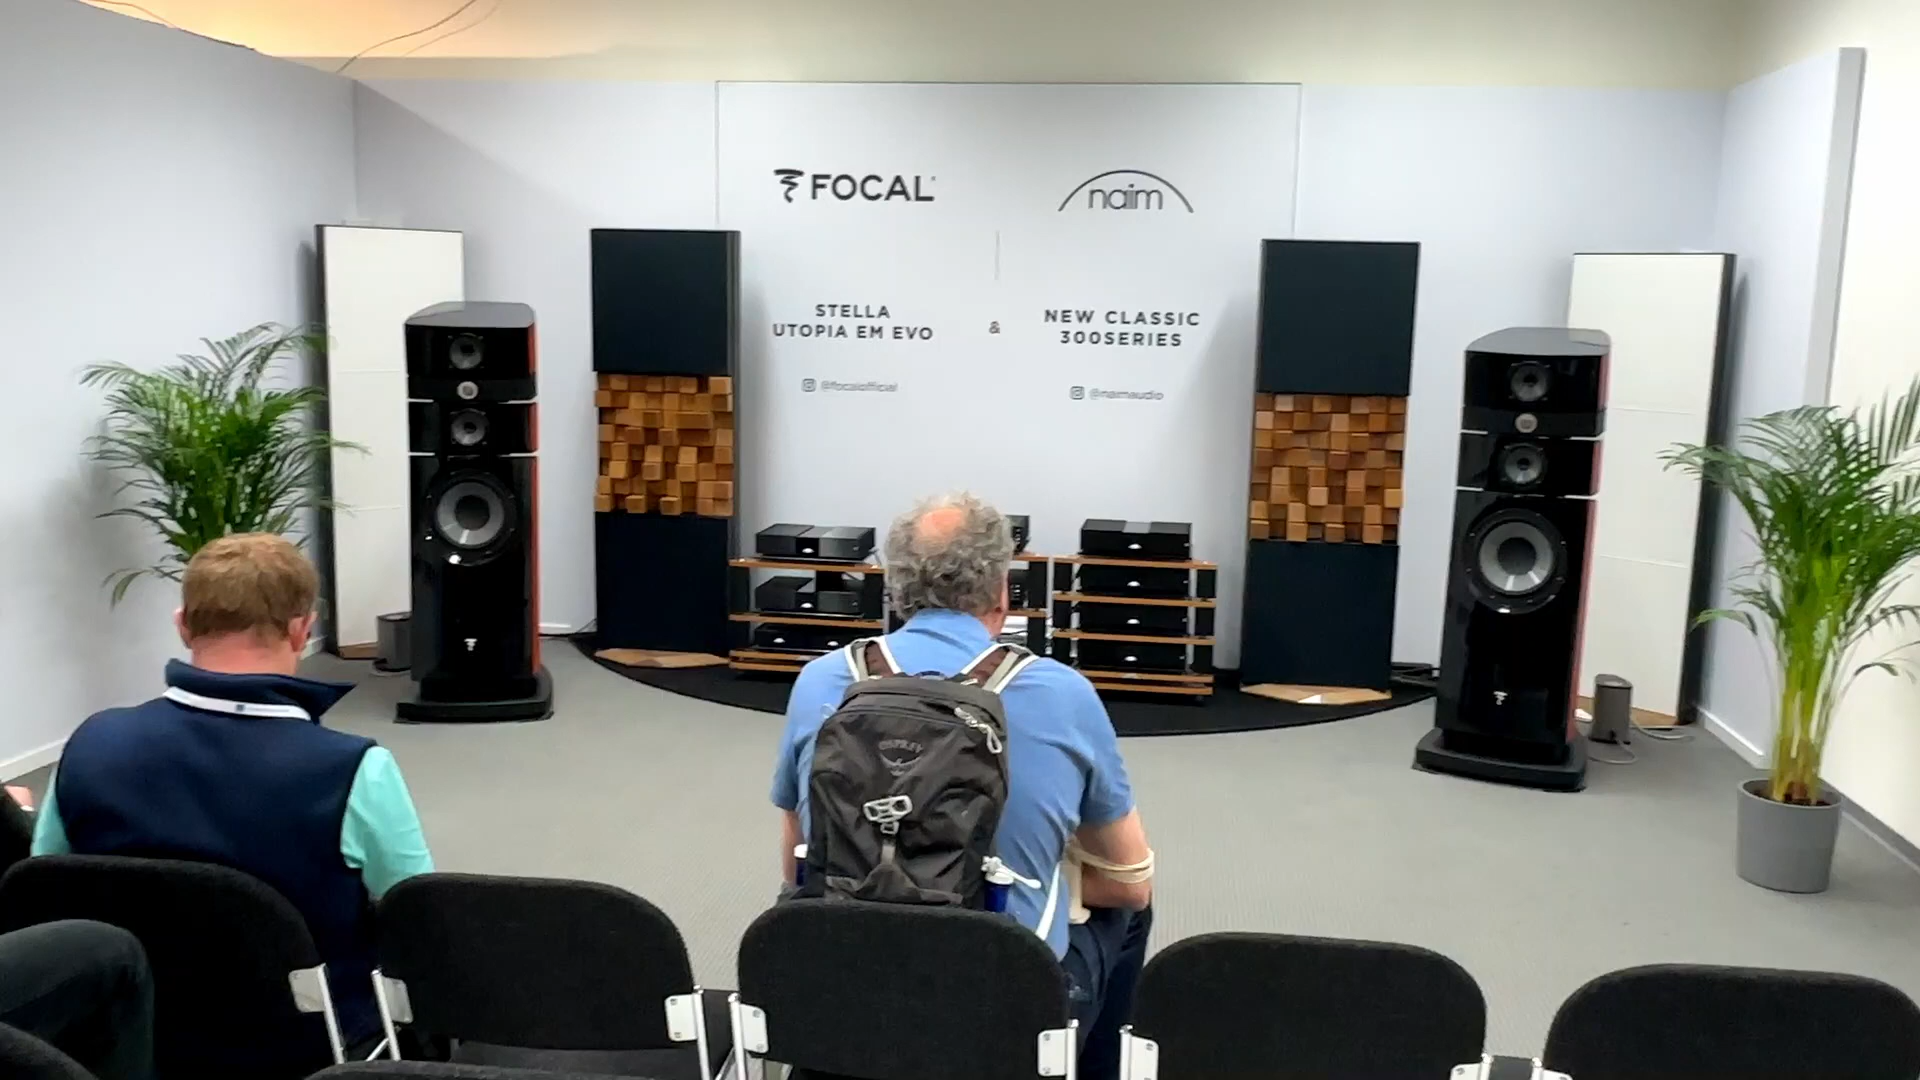 FOCAL
naim
STELLA
UTOPIA EM EVO
&
NEW CLASSIC
300SERIES
@focalofficial
@naimaudio
OSPREY